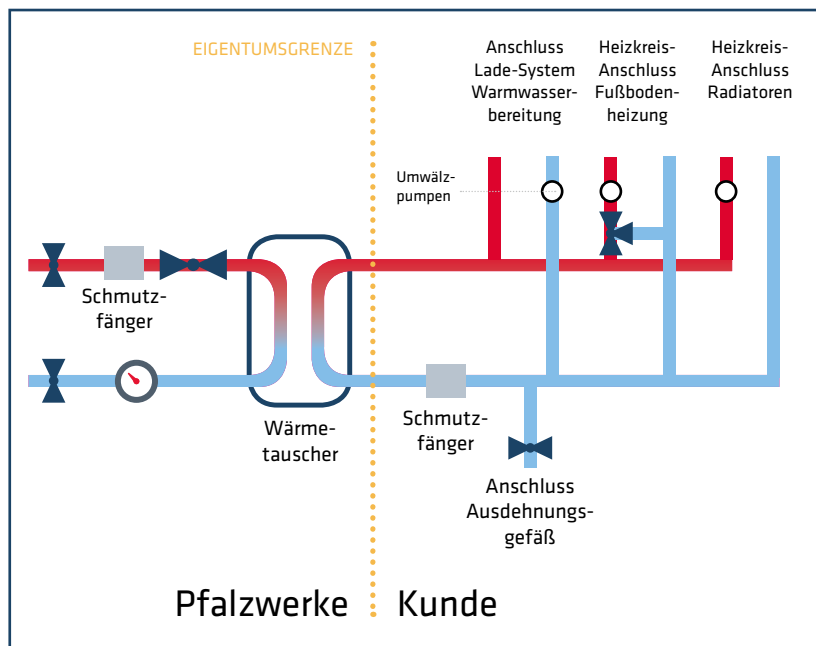 EIGENTUMSGRENZE
Anschluss
Lade-System
Warmwasser-
bereitung
Heizkreis-
Anschluss
Fußboden-
heizung
Heizkreis-
Anschluss
Radiatoren
Umwälz-
pumpen
Schmutz-
fänger
Wärme-
tauscher
Schmutz-
fänger
Anschluss
Ausdehnungs-
gefäß
Pfalzwerke
Kunde